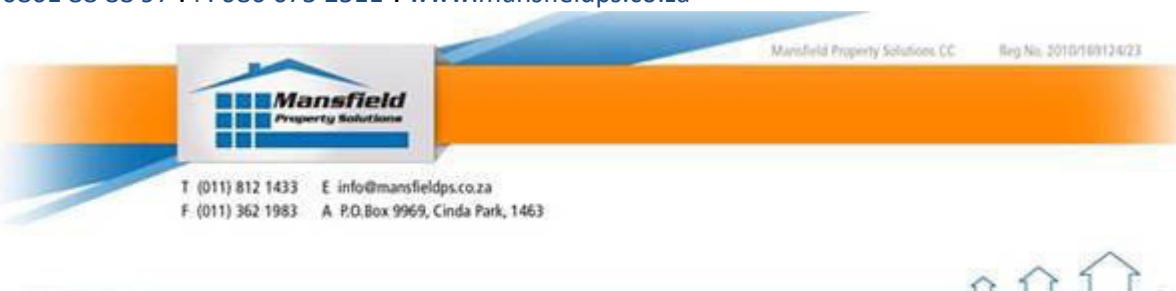 Mansfield Property Solutions CC Reg No. 2010/169124/23
Mansfield
Property Solutions
T (011) 812 1433 E info@mansfieldps.co.za
F (011) 362 1983 A P.O.Box 9969, Cinda Park, 1463